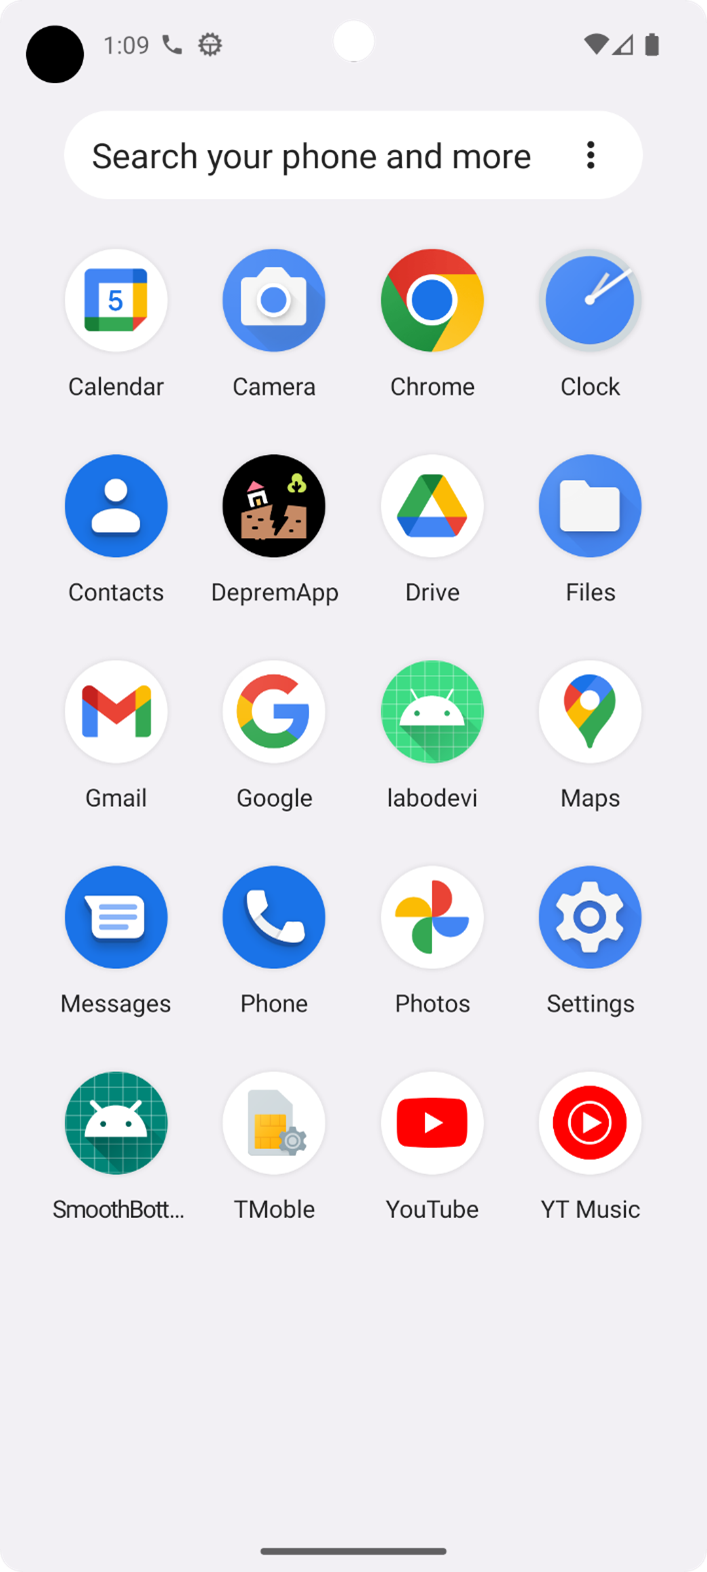 1:09
Search your phone and more
5
Calendar Camera Chrome Clock
Contacts DepremApp Drive Files
Gmail Google labodevi Maps
Messages Phone Photos Settings
SmoothBott... TMoble YouTube YT Music